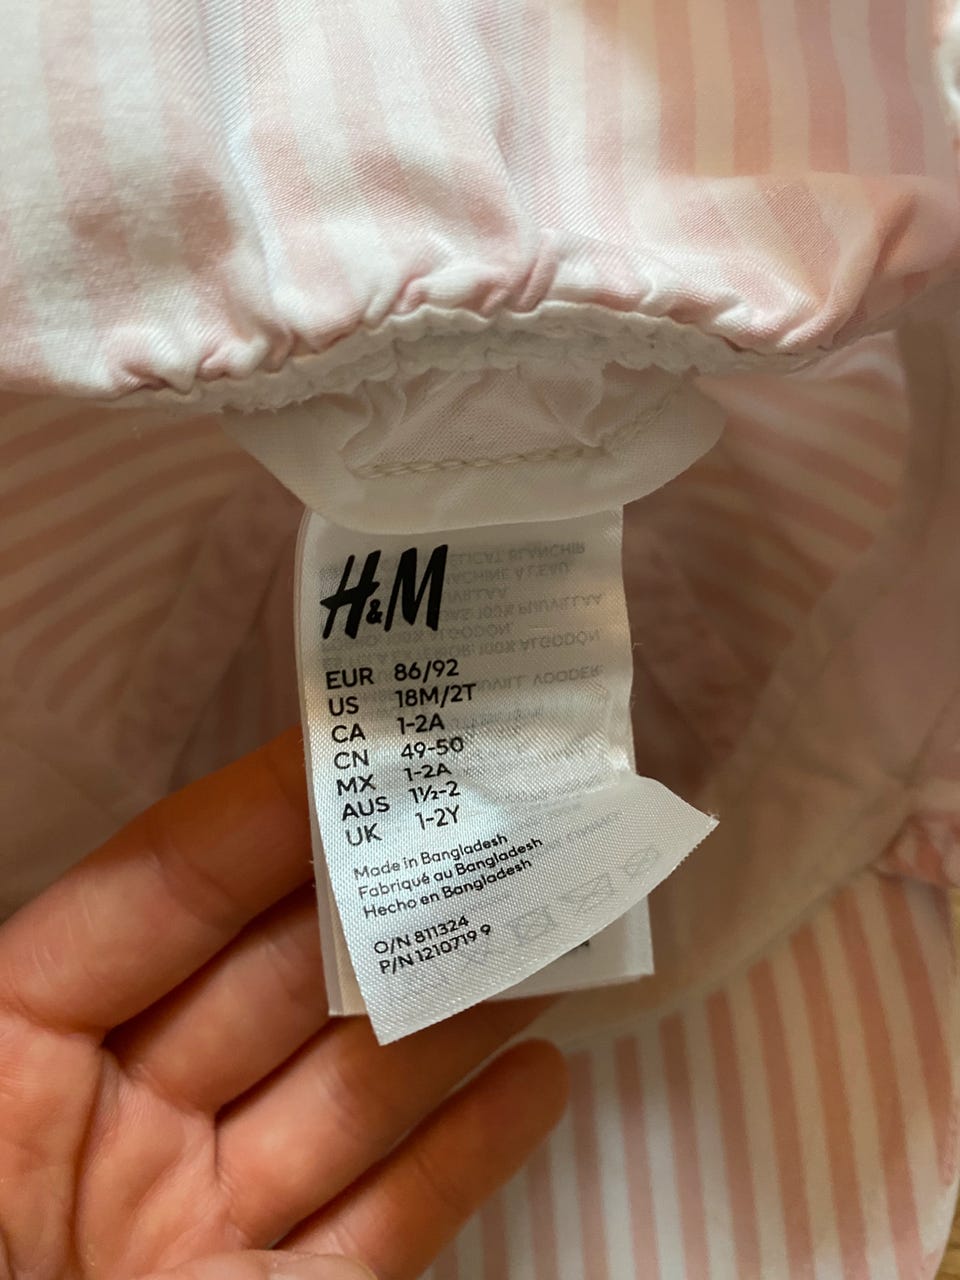 H&M
EUR 86/92
US 18M/2T
CA 1-2A
CN 49-50
MX 1-2A
AUS 1½-2
UK 1-2Y
Made in Bangladesh
Fabriqué au Bangladesh
Hecho en Bangladesh
O/N 811324
P/N 1210719 9